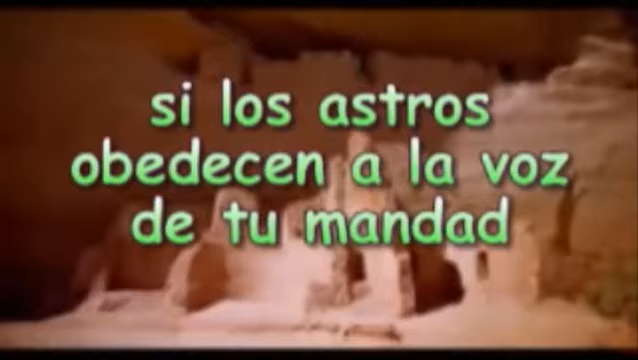 si los astros
obedecen a la voz
de tu mandad